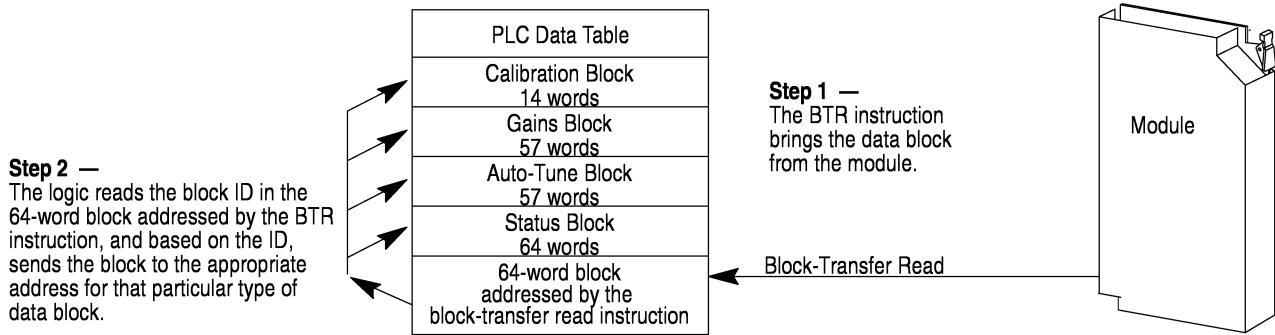 PLC Data Table
Calibration Block
14 words
Gains Block
57 words
Auto-Tune Block
57 words
Status Block
64 words
64-word block
addressed by the
block-transfer read instruction
Step 1 —
The BTR instruction
brings the data block
from the module.
Module
Block-Transfer Read
Step 2 —
The logic reads the block ID in the
64-word block addressed by the BTR
instruction, and based on the ID,
sends the block to the appropriate
address for that particular type of
data block.